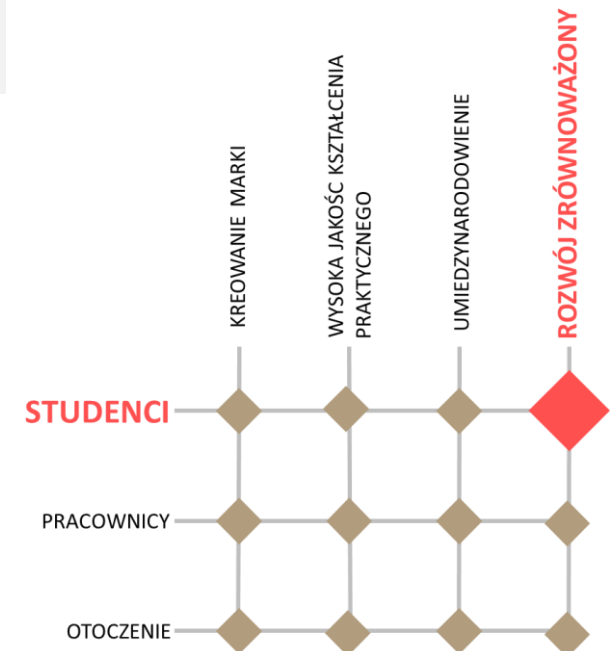 KREOWANIE MARKI
WYSOKA JAKOŚC KSZTAŁCENIA
PRAKTYCZNEGO
UMIEDZYNARODOWIENIE
ROZWÓJ ZRÓWNOWAŻONY
STUDENCI
PRACOWNICY
OTOCZENIE